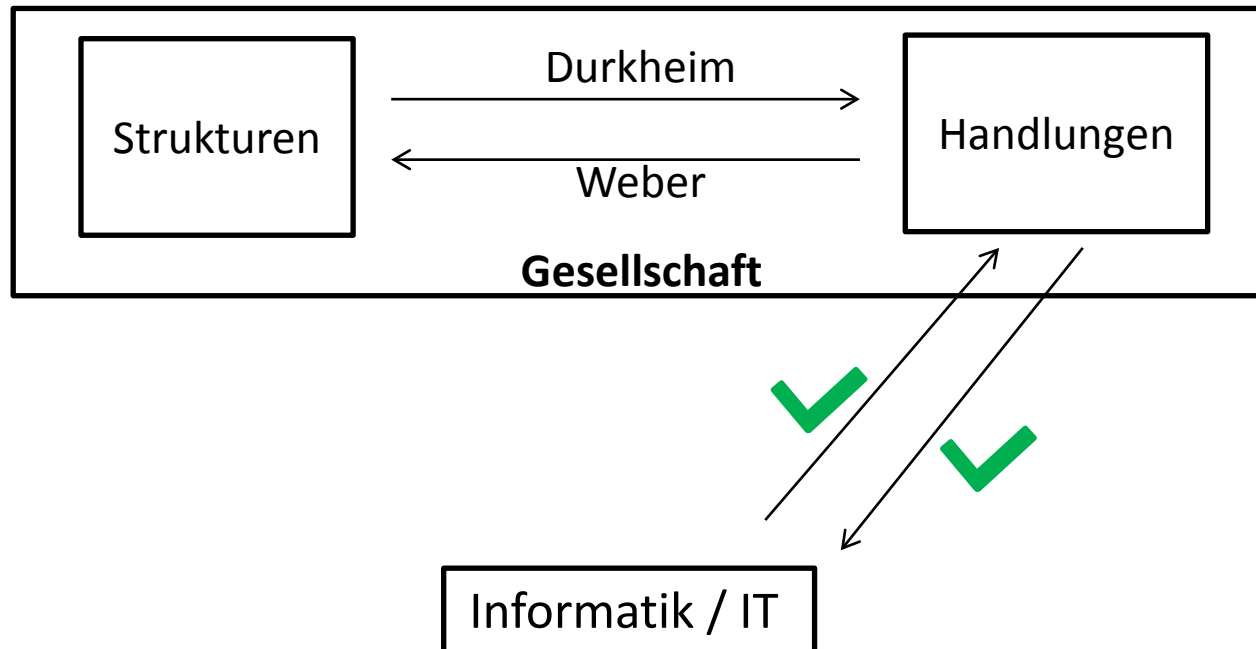 Durkheim
Strukturen
Handlungen
Weber
Gesellschaft
Informatik / IT